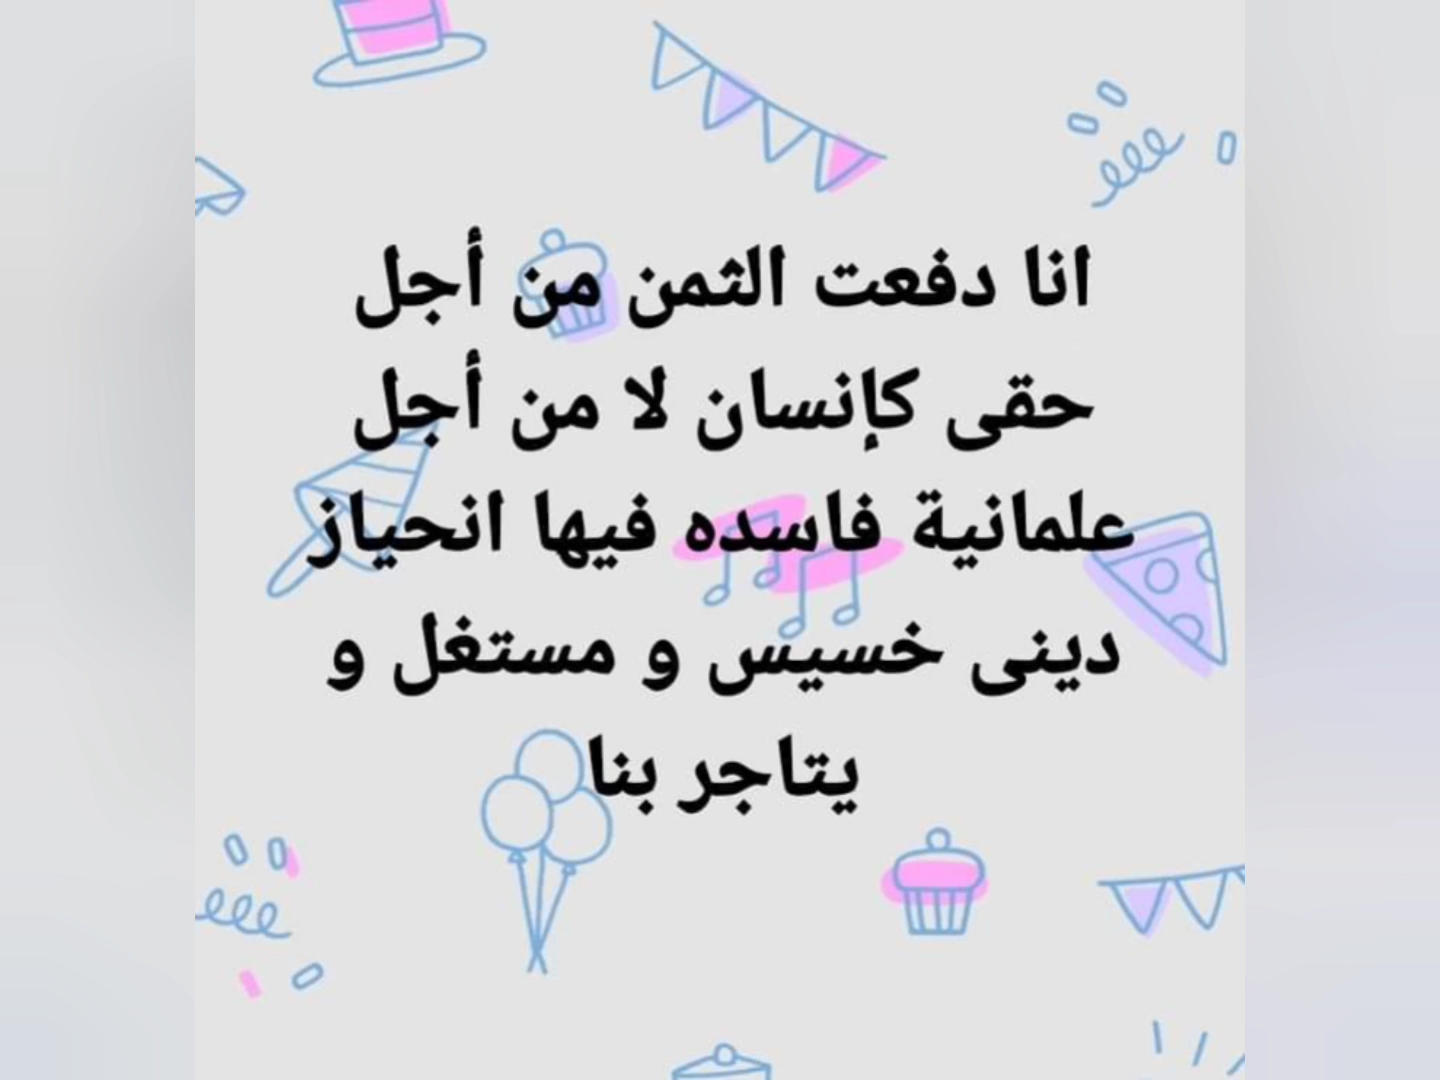 انا دفعت الثمن من أجل
حقى كإنسان لا من أجل
علمانية فاسده فيها انحياز
دينى خسيس و مستغل و
يتاجر بنا